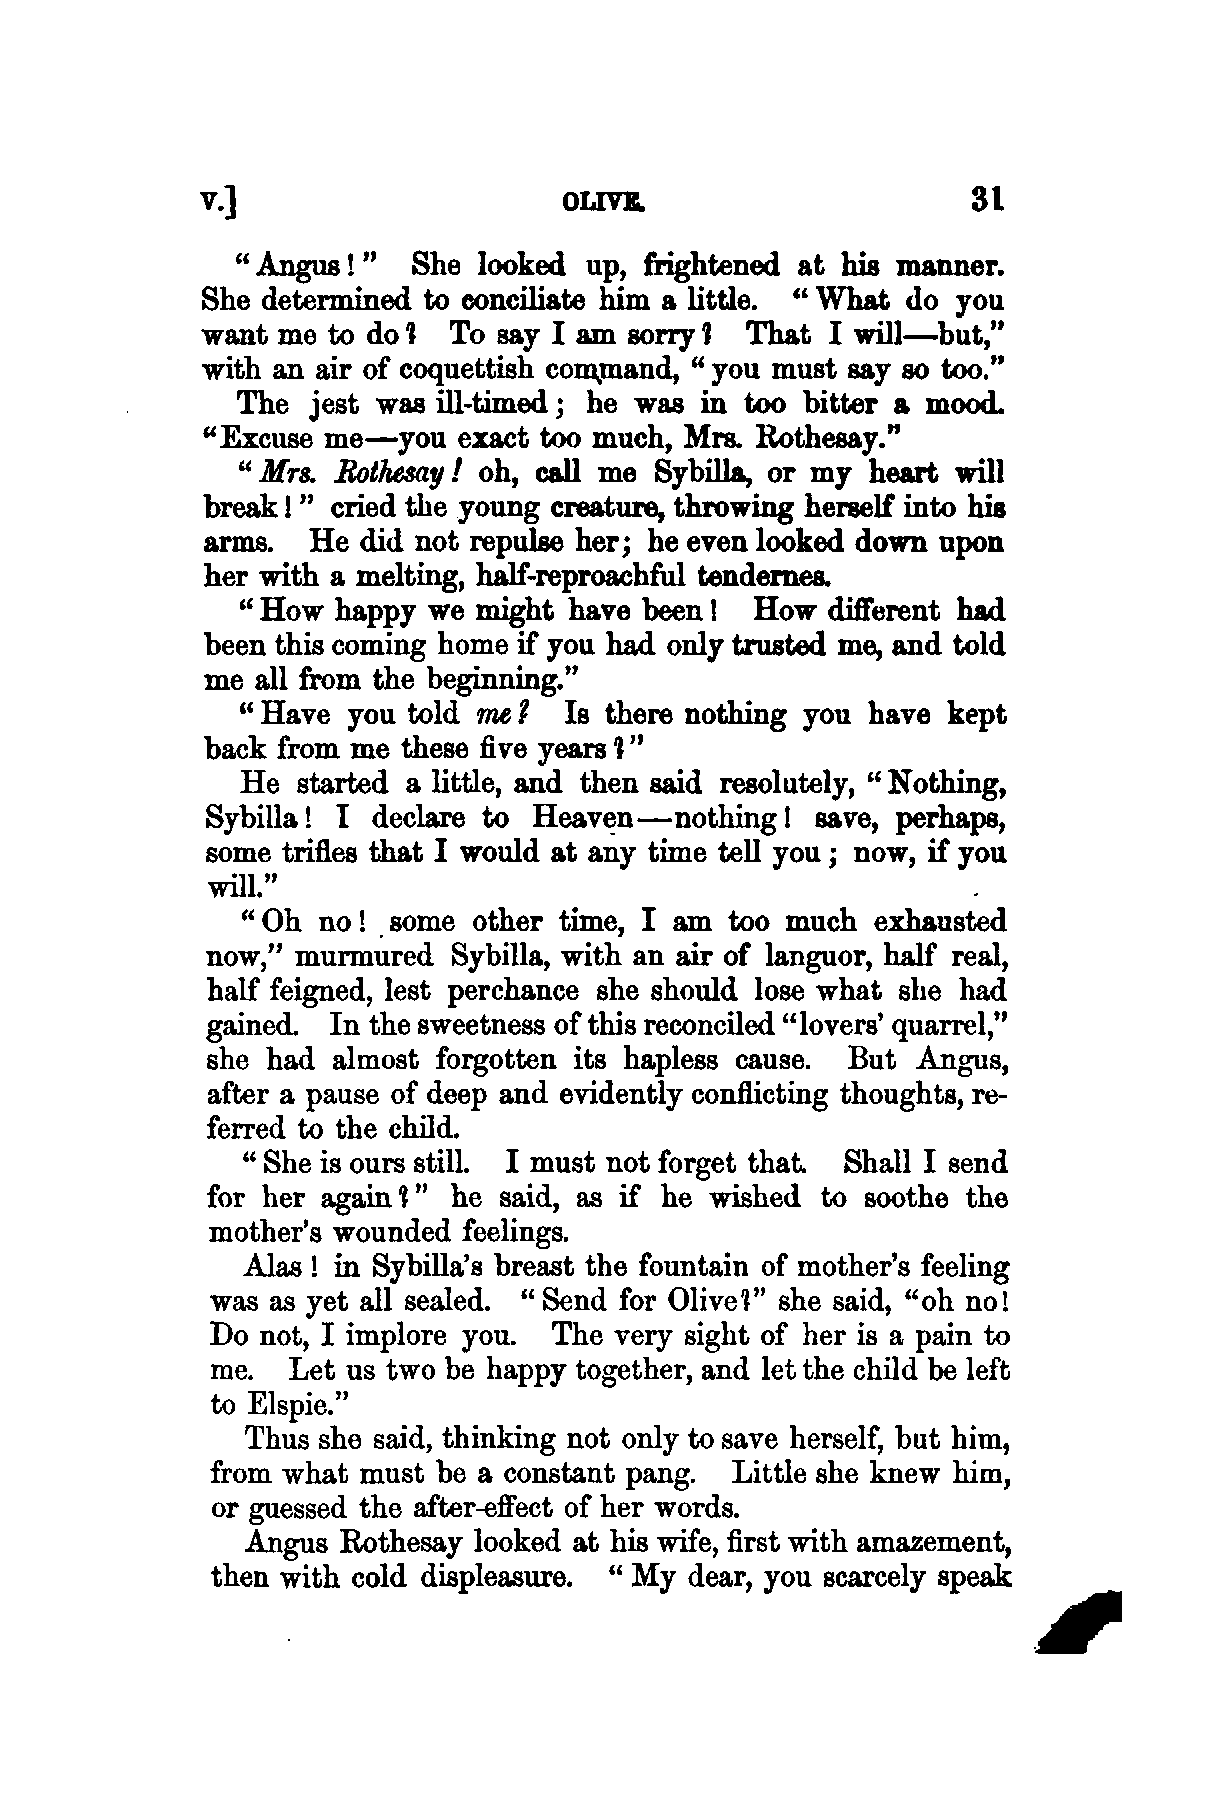 V.] OLIVE. 31
“Angus!” She looked up, frightened at his manner.
She determined to conciliate him a little. “What do you
want me to do? To say I am sorry? That I will—but,”
with an air of coquettish command, “you must say so too.”
The jest was ill-timed; he was in too bitter a mood.
“Excuse me—you exact too much, Mrs. Rothesay.”
“Mrs. Rothesay! oh, call me Sybilla, or my heart will
break!” cried the young creature, throwing herself into his
arms. He did not repulse her; he even looked down upon
her with a melting, half-reproachful tendernes.
“How happy we might have been! How different had
been this coming home if you had only trusted me, and told
me all from the beginning.”
“Have you told me? Is there nothing you have kept
back from me these five years?”
He started a little, and then said resolutely, “Nothing,
Sybilla! I declare to Heaven—nothing! save, perhaps,
some trifles that I would at any time tell you; now, if you
will.”
“Oh no! some other time, I am too much exhausted
now,” murmured Sybilla, with an air of languor, half real,
half feigned, lest perchance she should lose what she had
gained. In the sweetness of this reconciled “lovers’ quarrel,”
she had almost forgotten its hapless cause. But Angus,
after a pause of deep and evidently conflicting thoughts, re-
ferred to the child.
“She is ours still. I must not forget that. Shall I send
for her again?” he said, as if he wished to soothe the
mother’s wounded feelings.
Alas! in Sybilla’s breast the fountain of mother’s feeling
was as yet all sealed. “Send for Olive?” she said, “oh no!
Do not, I implore you. The very sight of her is a pain to
me. Let us two be happy together, and let the child be left
to Elspie.”
Thus she said, thinking not only to save herself, but him,
from what must be a constant pang. Little she knew him,
or guessed the after-effect of her words.
Angus Rothesay looked at his wife, first with amazement,
then with cold displeasure. “My dear, you scarcely speak